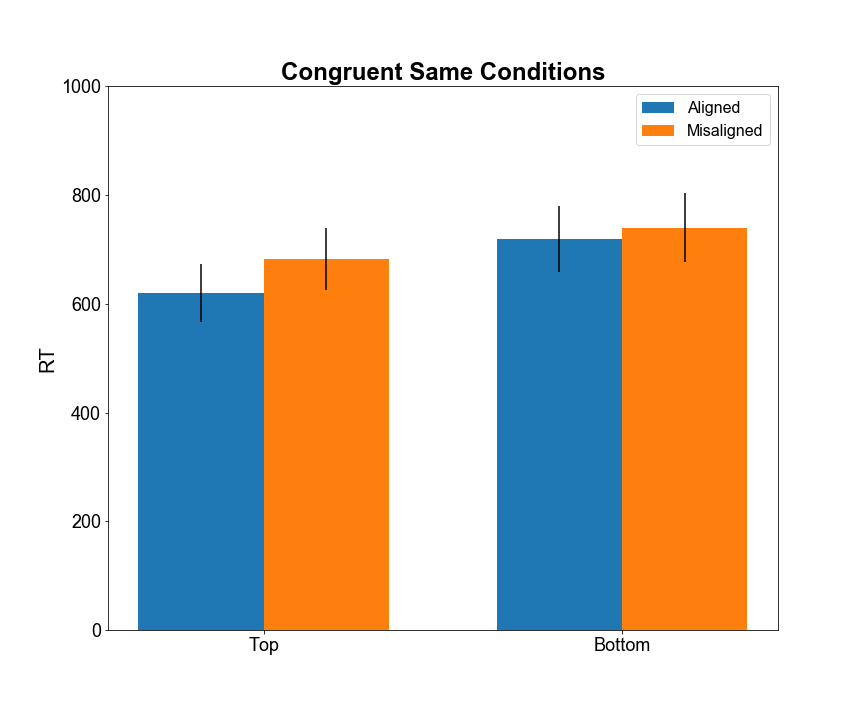 Congruent Same Conditions
1000
800
600
400
200
0
RT
Aligned
Misaligned
Top
Bottom